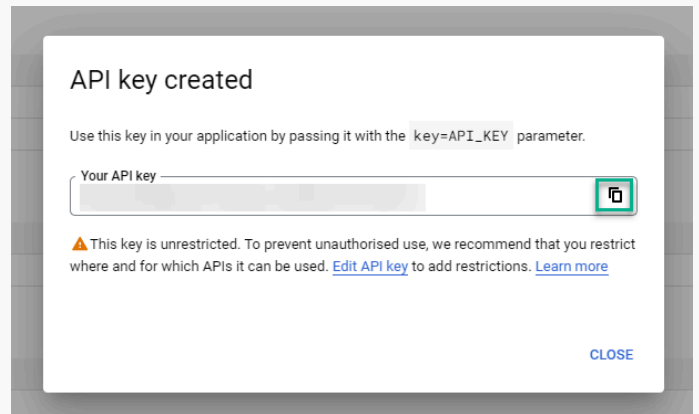 API key created
Use this key in your application by passing it with the key=API_KEY parameter.
Your API key
This key is unrestricted. To prevent unauthorised use, we recommend that you restrict
where and for which APIs it can be used. Edit API key to add restrictions. Learn more
CLOSE